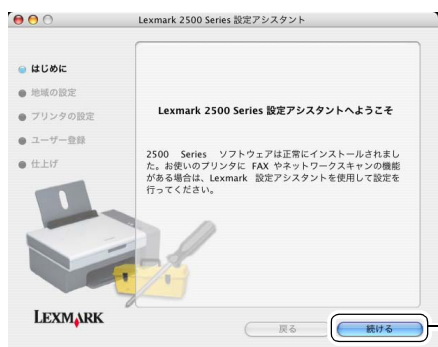 Lexmark 2500 Series 設定アシスタント
はじめに
地域の設定
プリンタの設定
ユーザー登録
仕上げ
Lexmark 2500 Series 設定アシスタントへようこそ
2500 Series ソフトウェアは正常にインストールされまし
た。お使いのプリンタに FAX やネットワークスキャンの機能
がある場合は、Lexmark 設定アシスタントを使用して設定を
行ってください。
LEXMARK
戻る
続ける